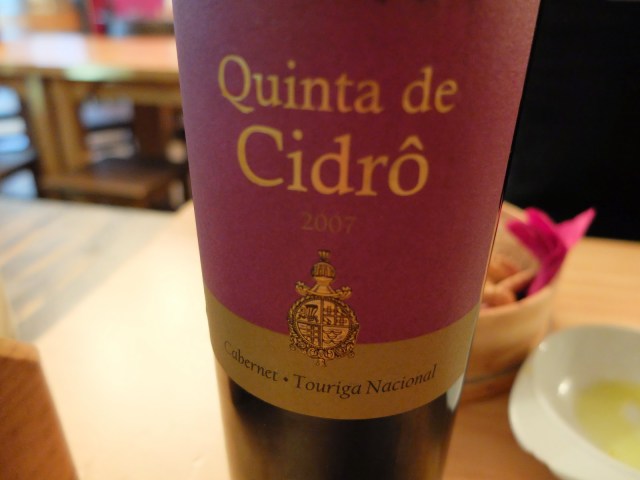 Quinta de
Cidrô
2007
Cabernet • Touriga Nacional